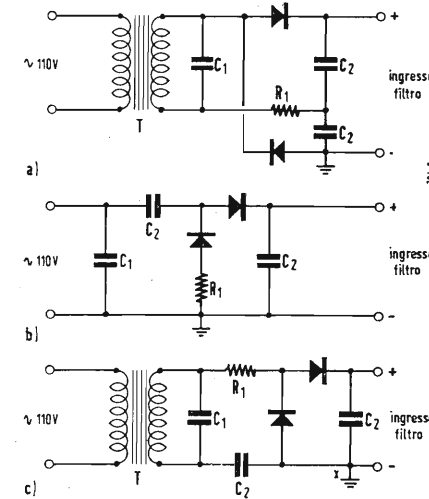 +
∿ 110V
C₁
C₂
ingresso
filtro
R₁
C₂
T
-
a)
+
C₂
∿ 110V
C₁
C₂
ingresso
filtro
R₁
-
b)
+
R₁
∿ 110V
C₁
C₂
ingresso
filtro
T
C₂
x
-
c)